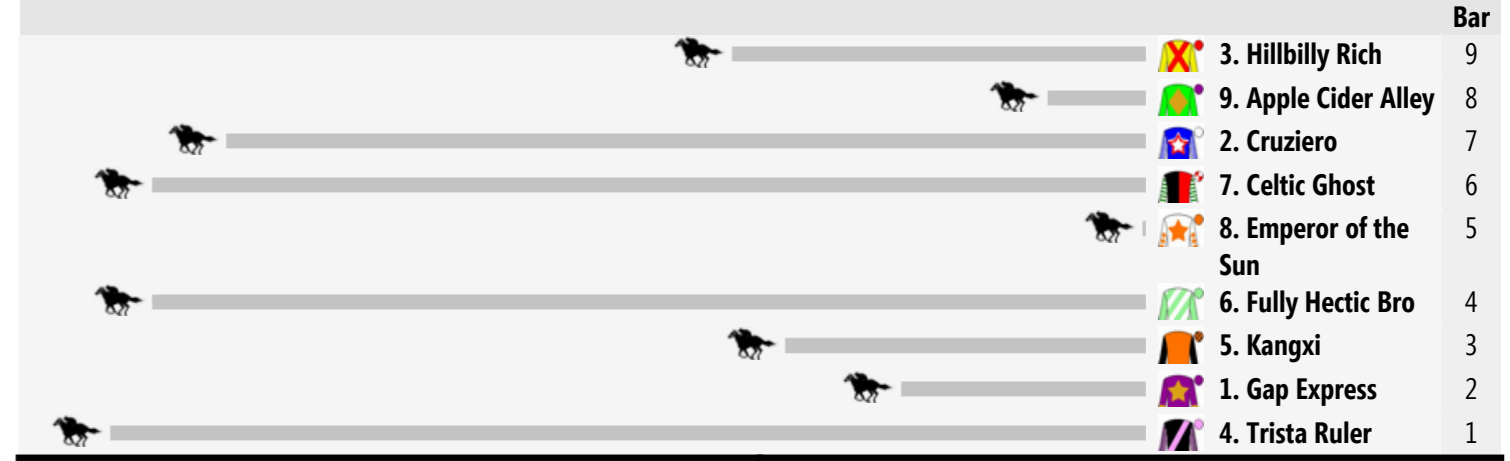 Bar
3. Hillbilly Rich 9
9. Apple Cider Alley 8
2. Cruziero 7
7. Celtic Ghost 6
8. Emperor of the 5
Sun
6. Fully Hectic Bro 4
5. Kangxi 3
1. Gap Express 2
4. Trista Ruler 1